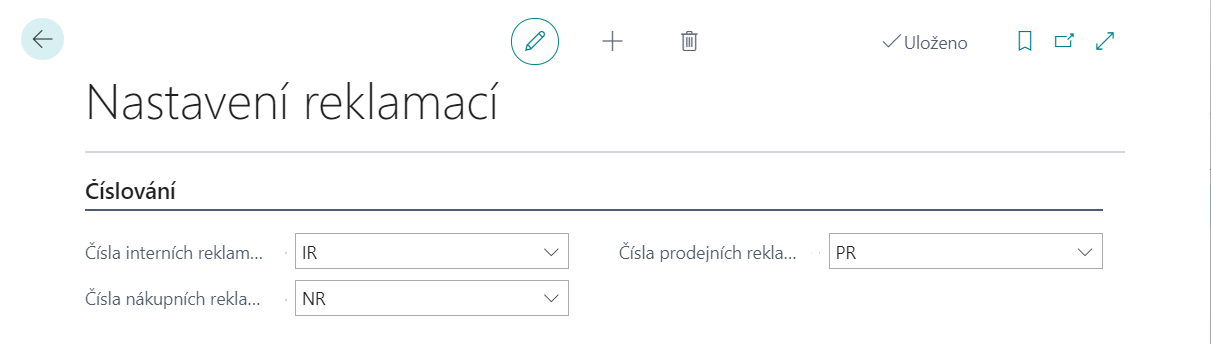 Uloženo
Nastavení reklamací
Číslování
Čísla interních reklam... IR
Čísla prodejních rekla... PR
Čísla nákupních rekla... NR